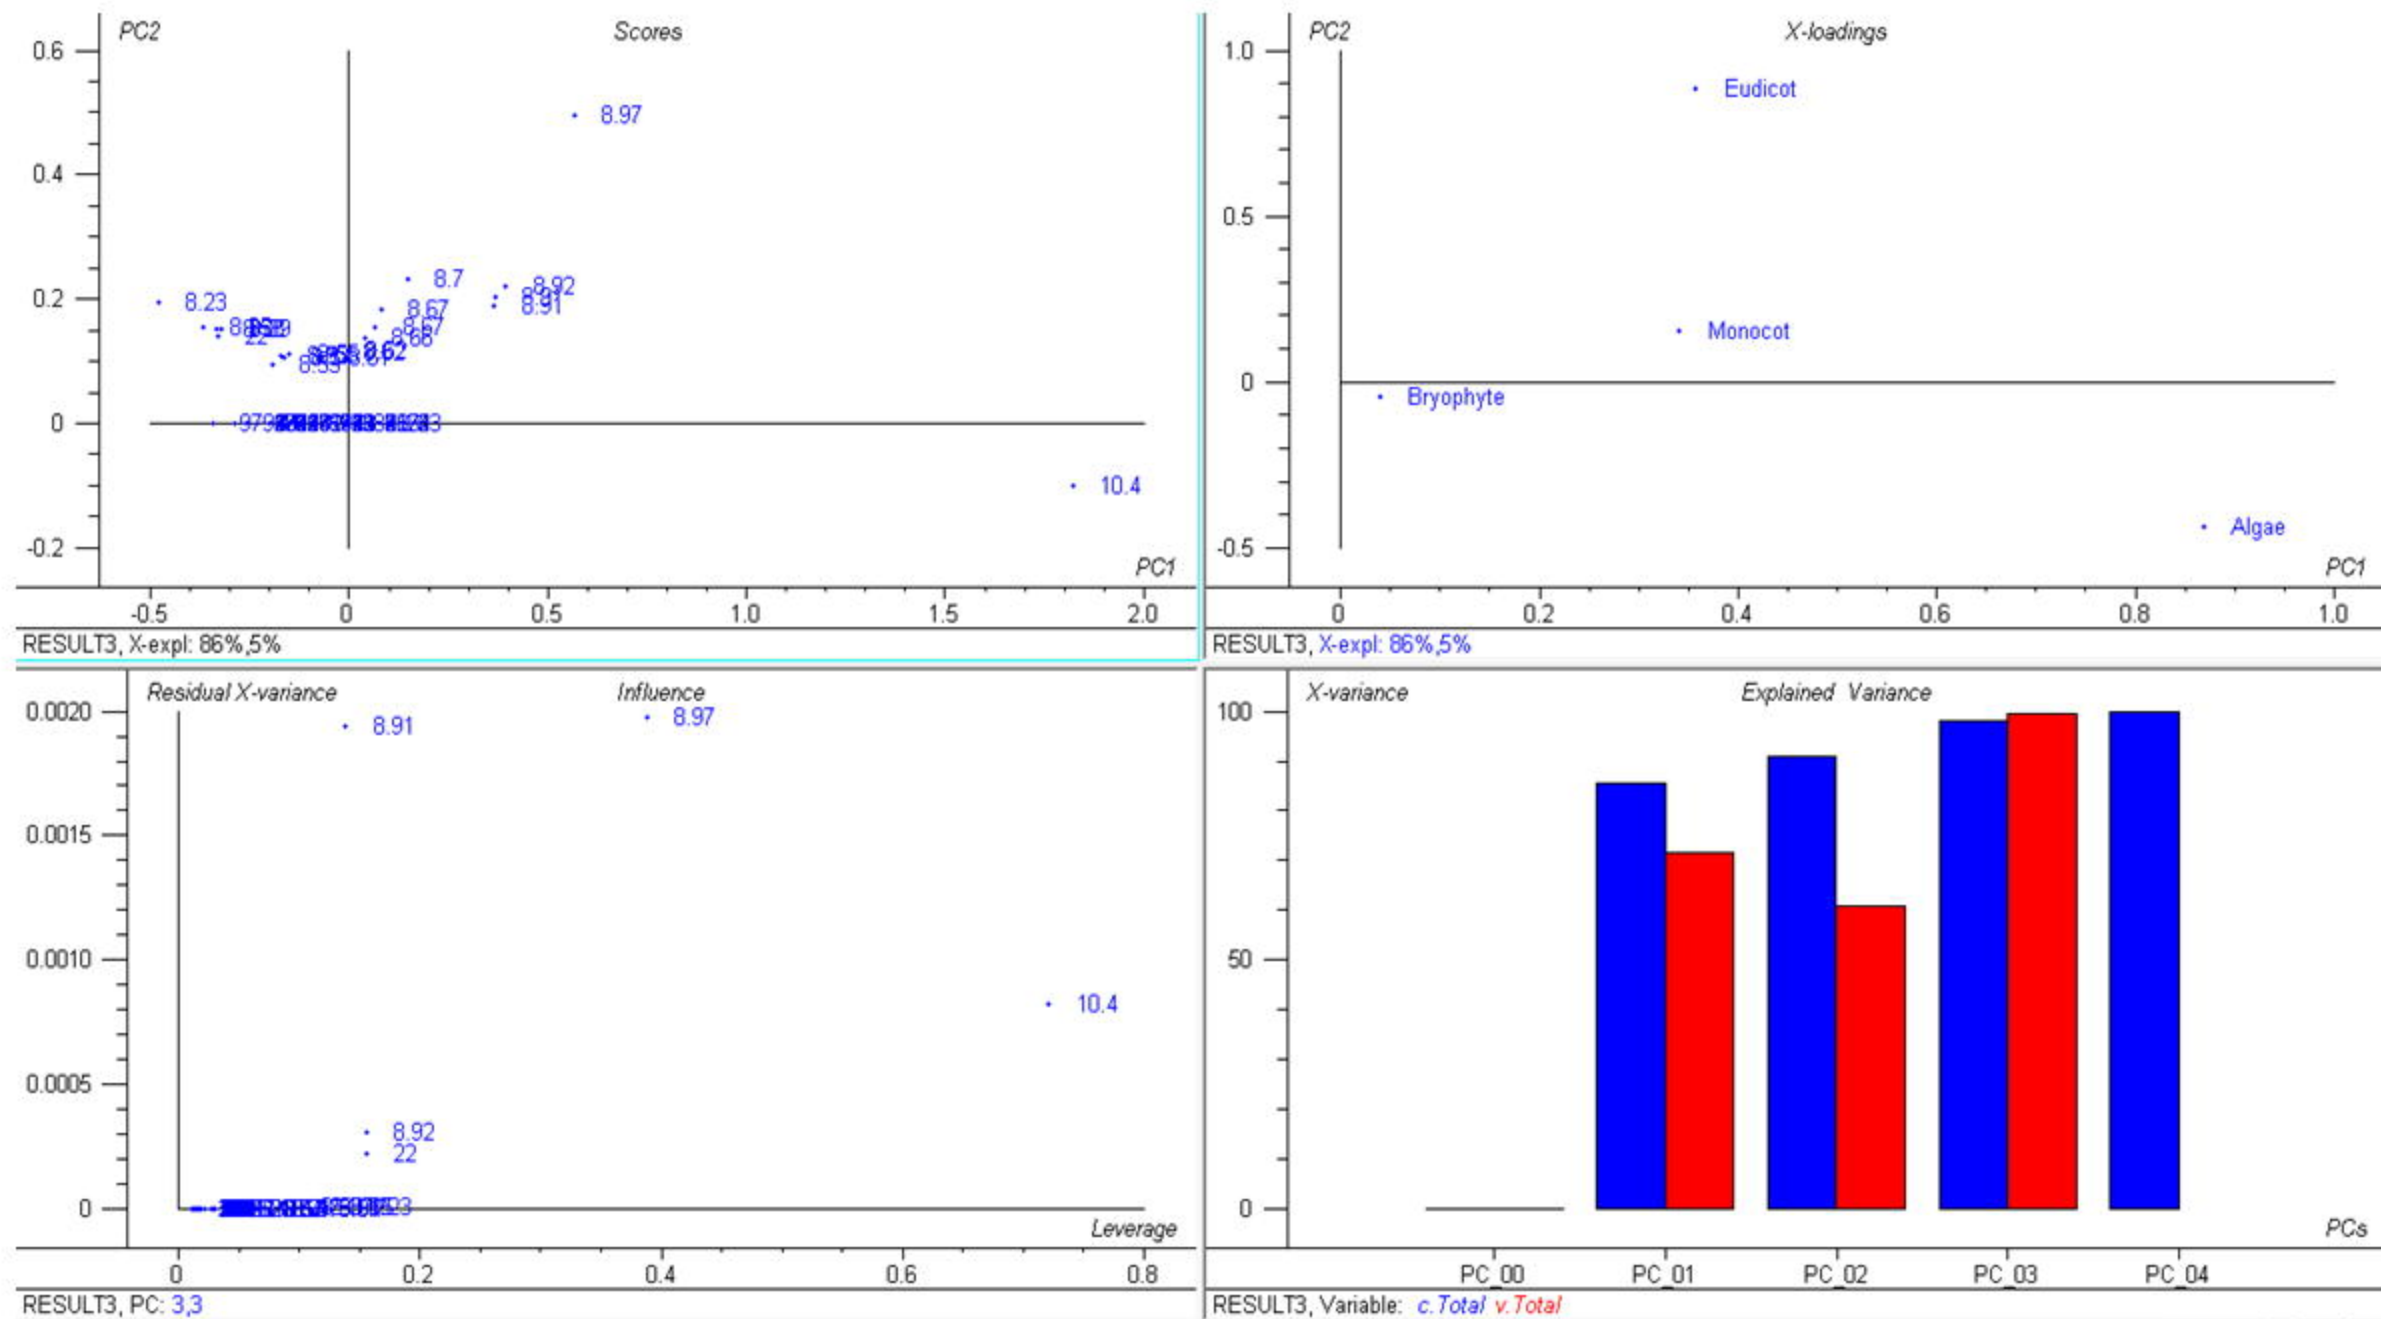 PC2 Scores
0.6
8.97
0.4
8.7
8.92
0.2
8.23
8.91
8.67
8.67
8.66
22
8.62
0
10.4
-0.2
PC1
-0.5 0 0.5 1.0 1.5 2.0
RESULT3, X-expl: 86%,5%
PC2 X-loadings
1.0
Eudicot
0.5
Monocot
0
Bryophyte
-0.5
Algae
PC1
0 0.2 0.4 0.6 0.8 1.0
RESULT3, X-expl: 86%,5%
Residual X-variance Influence
0.0020
8.91
8.97
0.0015
0.0010
10.4
0.0005
8.92
22
0
Leverage
0 0.2 0.4 0.6 0.8
RESULT3, PC: 3,3
X-variance Explained Variance
100
50
0
PCs
PC_00 PC_01 PC_02 PC_03 PC_04
RESULT3, Variable: c.Total v.Total